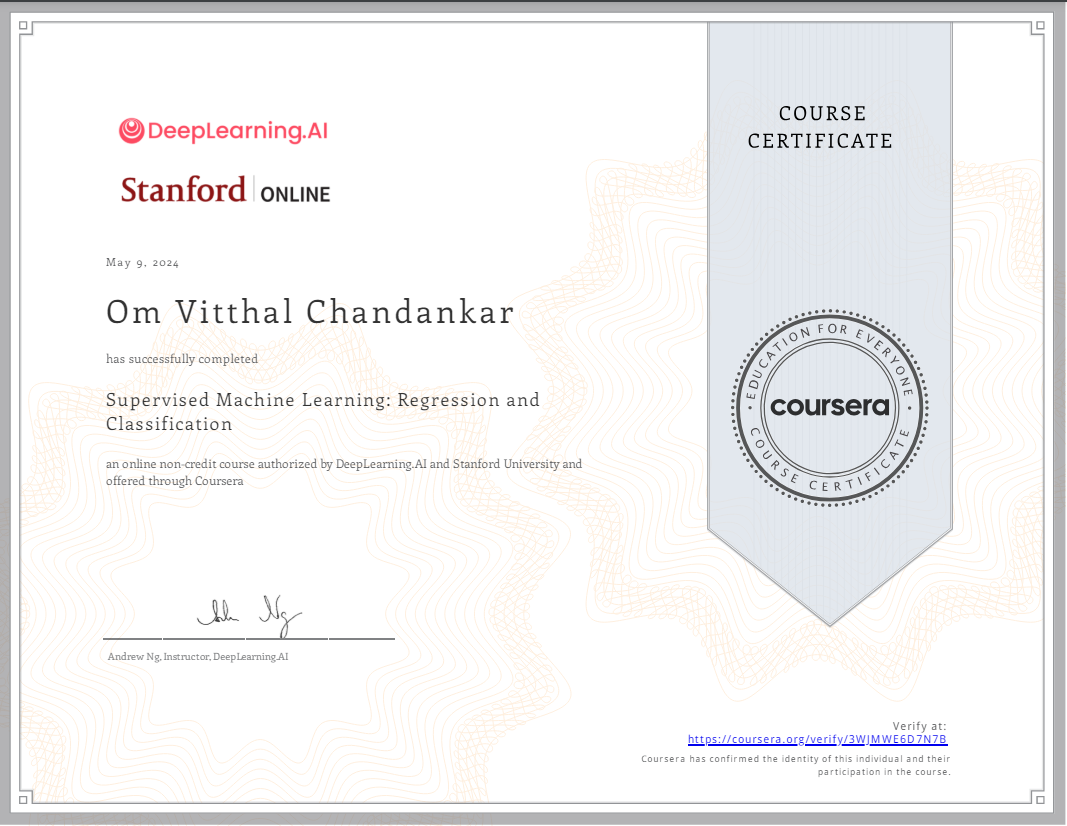 DeepLearning.AI
Stanford ONLINE
May 9, 2024
Om Vitthal Chandankar
has successfully completed
Supervised Machine Learning: Regression and
Classification
an online non-credit course authorized by DeepLearning.AI and Stanford University and
offered through Coursera
Andrew Ng, Instructor, DeepLearning.AI
COURSE
CERTIFICATE
EDUCATION FOR EVERYONE
coursera
COURSE CERTIFICATE
Verify at:
https://coursera.org/verify/3WJMWE6D7N7B
Coursera has confirmed the identity of this individual and their
participation in the course.